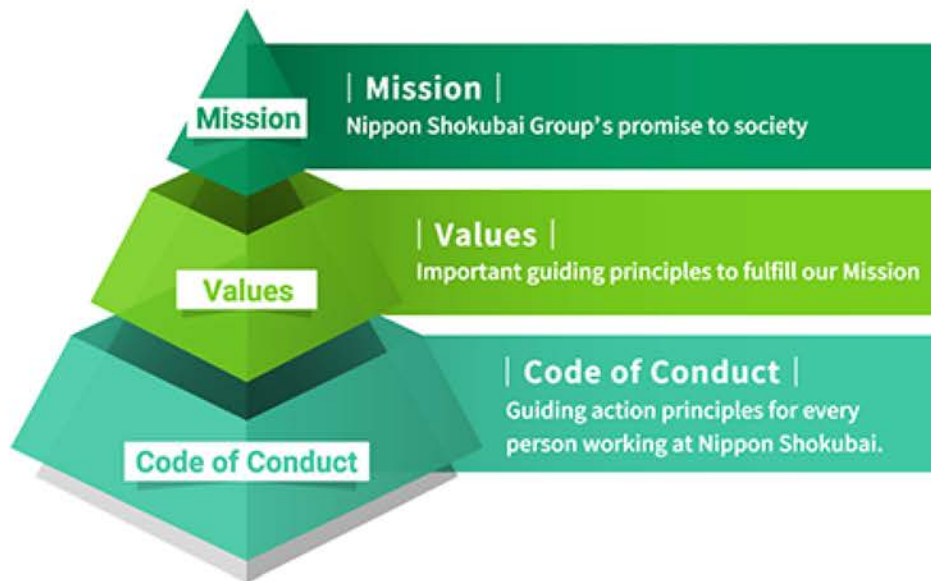 Mission
| Mission |
Nippon Shokubai Group's promise to society
Values
| Values |
Important guiding principles to fulfill our Mission
Code of Conduct
| Code of Conduct |
Guiding action principles for every
person working at Nippon Shokubai.